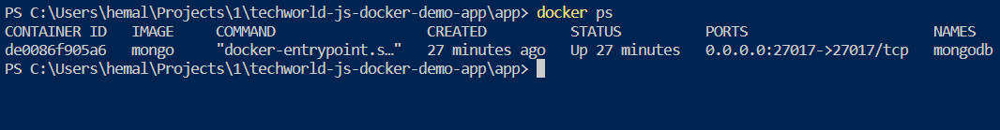 PS C:\Users\hemal\Projects\1\techworld-js-docker-demo-app\app> docker ps
CONTAINER ID   IMAGE     COMMAND                  CREATED          STATUS          PORTS                      NAMES
de0086f905a6   mongo     "docker-entrypoint.s…"   27 minutes ago   Up 27 minutes   0.0.0.0:27017->27017/tcp   mongodb
PS C:\Users\hemal\Projects\1\techworld-js-docker-demo-app\app>